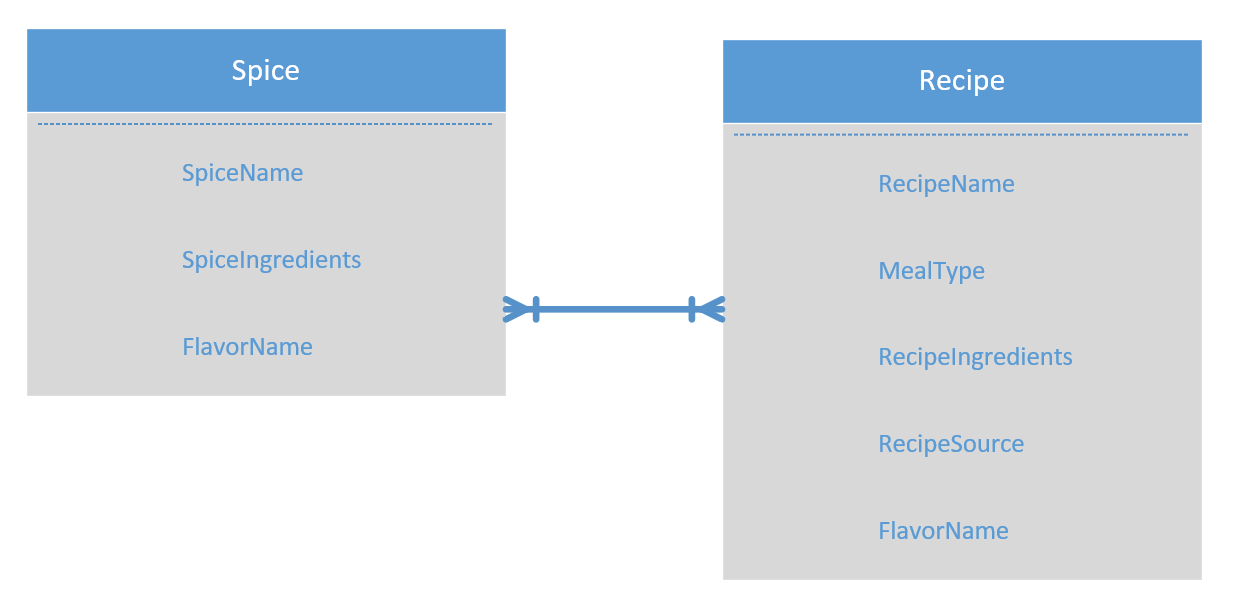 Spice
SpiceName
SpiceIngredients
FlavorName
Recipe
RecipeName
MealType
RecipeIngredients
RecipeSource
FlavorName